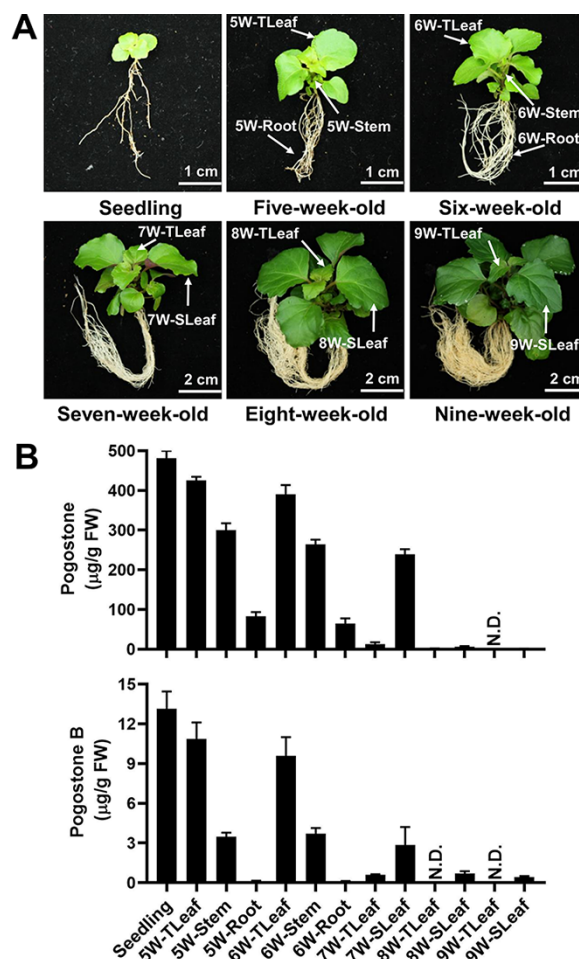 A
5W-TLeaf
6W-TLeaf
5W-Root
5W-Stem
6W-Stem
6W-Root
1 cm
1 cm
1 cm
Seedling
Five-week-old
Six-week-old
7W-TLeaf
8W-TLeaf
9W-TLeaf
7W-SLeaf
8W-SLeaf
9W-SLeaf
2 cm
2 cm
2 cm
Seven-week-old
Eight-week-old
Nine-week-old
B
Pogostone
(µg/g FW)
500
400
300
200
100
0
N.D.
Pogostone B
(µg/g FW)
15
12
9
6
3
0
N.D.
N.D.
Seedling
5W-TLeaf
5W-Stem
5W-Root
6W-TLeaf
6W-Stem
6W-Root
7W-TLeaf
7W-SLeaf
8W-TLeaf
8W-SLeaf
9W-TLeaf
9W-SLeaf